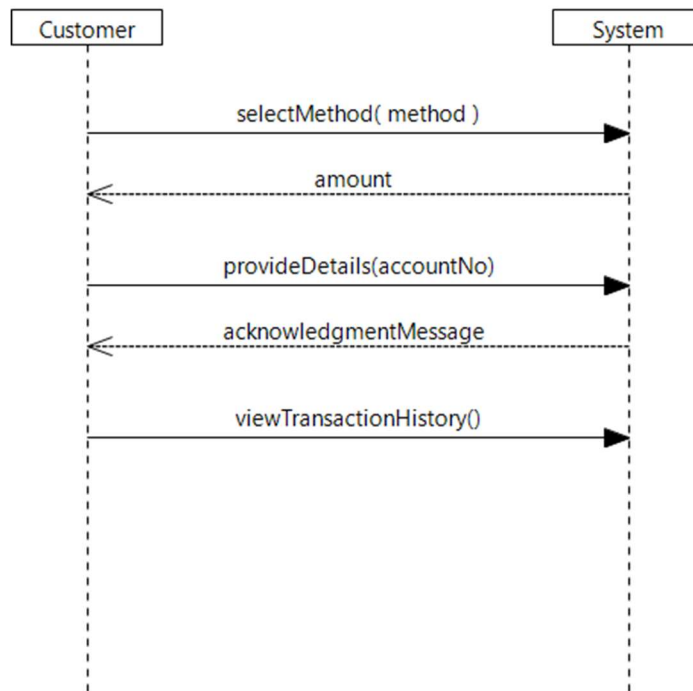 Customer
System
selectMethod( method )
amount
provideDetails(accountNo)
acknowledgmentMessage
viewTransactionHistory()